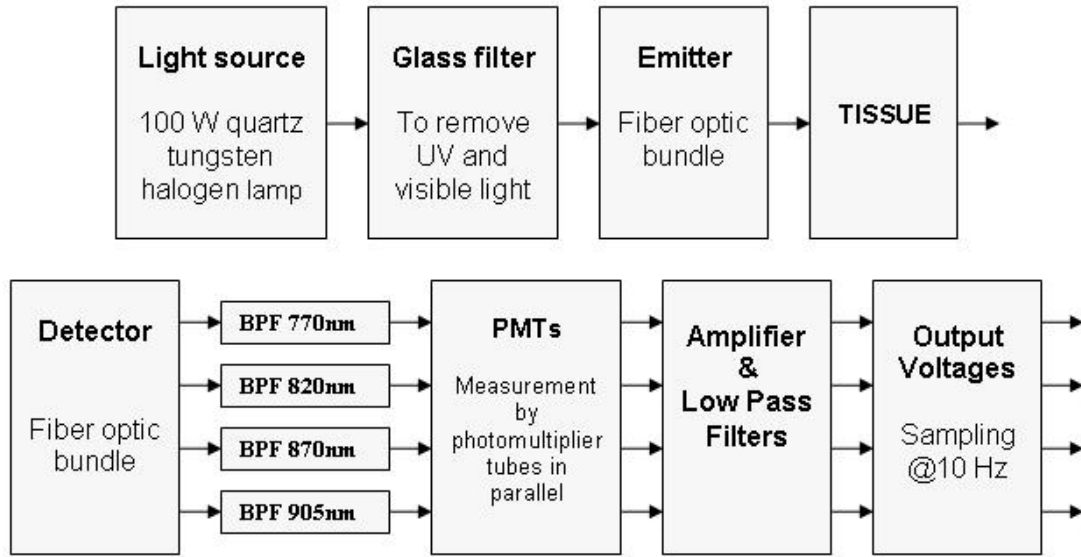 Light source
100 W quartz
tungsten
halogen lamp
Glass filter
To remove
UV and
visible light
Emitter
Fiber optic
bundle
TISSUE
Detector
Fiber optic
bundle
BPF 770nm
BPF 820nm
BPF 870nm
BPF 905nm
PMTs
Measurement
by
photomultiplier
tubes in
parallel
Amplifier
&
Low Pass
Filters
Output
Voltages
Sampling
@10 Hz